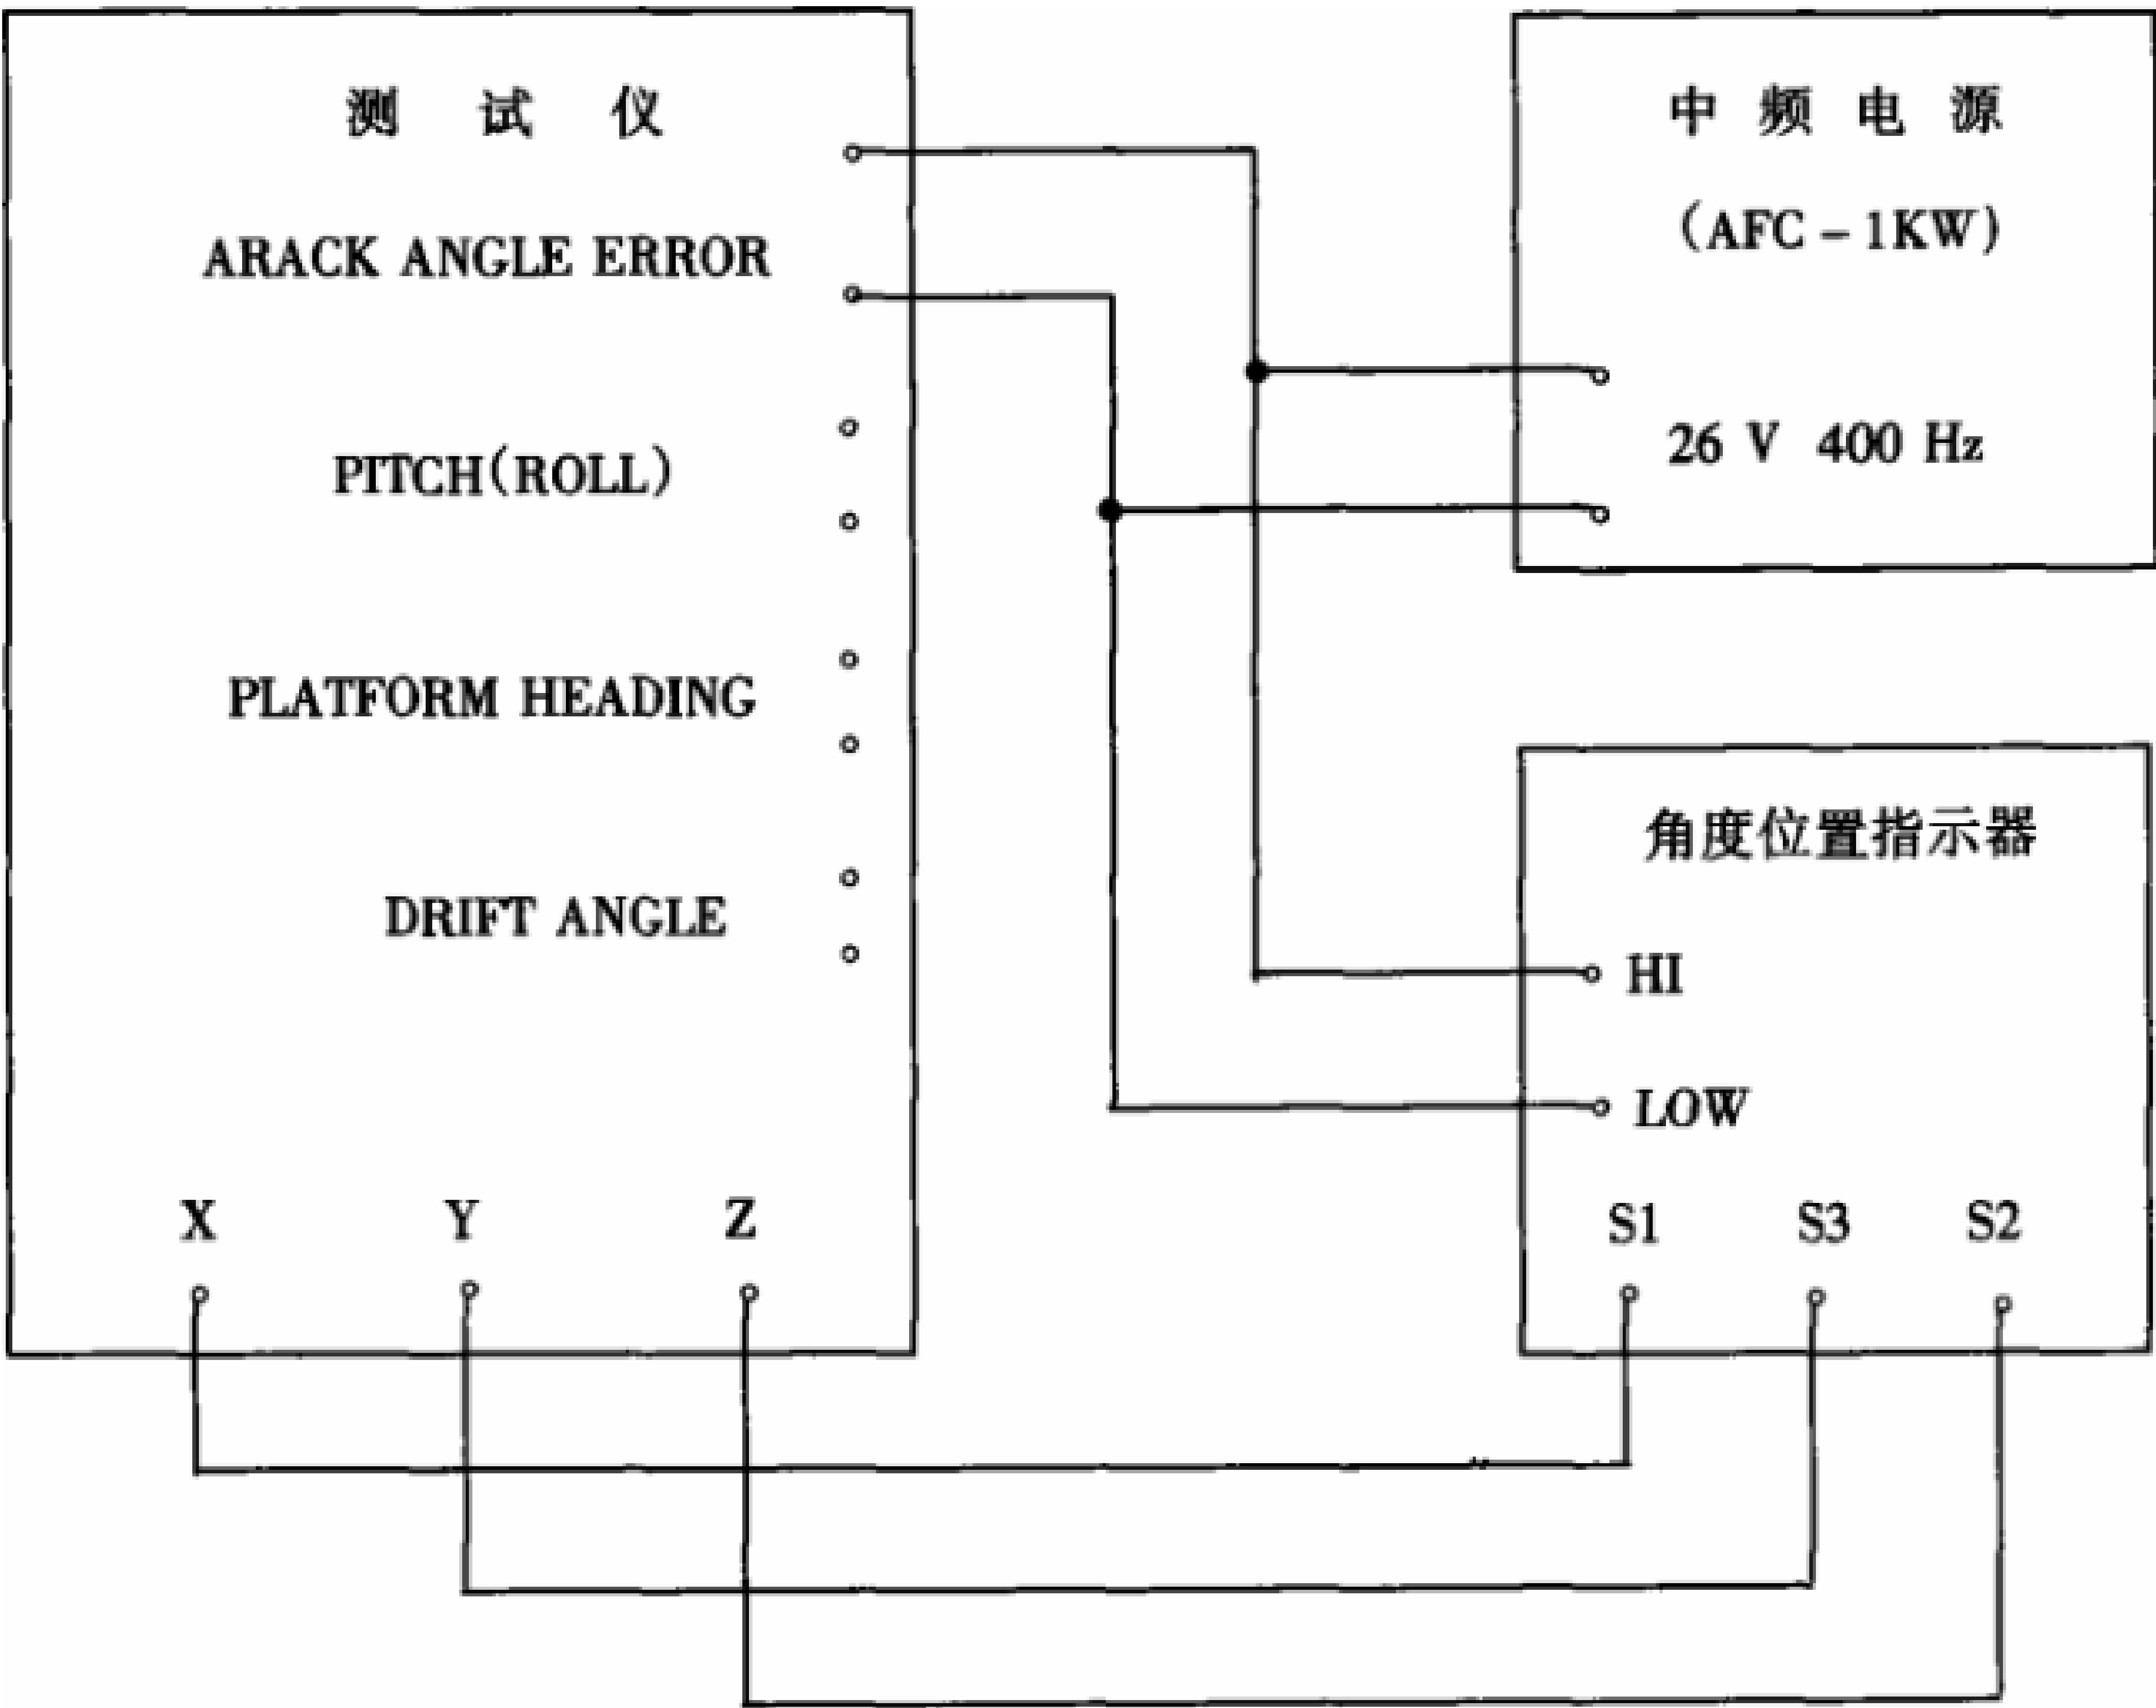 测 试 仪
ARACK ANGLE ERROR
PITCH(ROLL)
PLATFORM HEADING
DRIFT ANGLE
X Y Z
中 频 电 源
(AFC-1KW)
26 V 400 Hz
角度位置指示器
HI
LOW
S1 S3 S2